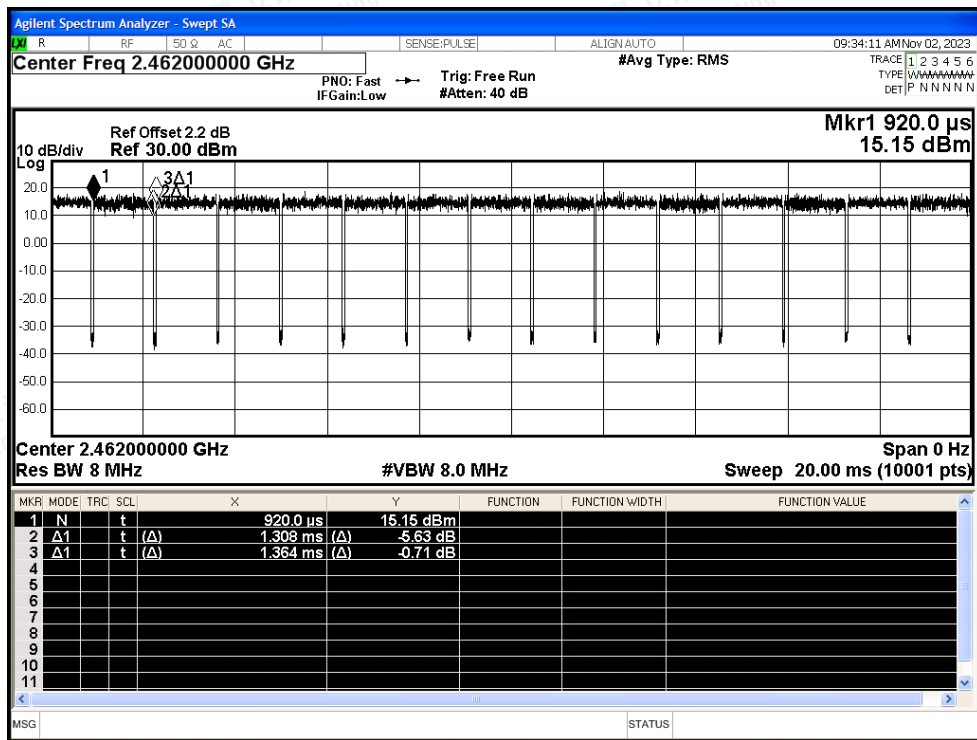 Agilent Spectrum Analyzer - Swept SA
LXI R RF 50 Ω AC SENSE:PULSE ALIGN AUTO 09:34:11 AM Nov 02, 2023
Center Freq 2.462000000 GHz
PNO: Fast
IFGain:Low
Trig: Free Run
#Atten: 40 dB
#Avg Type: RMS
TRACE 1 2 3 4 5 6
TYPE
DET P N N N N N
Ref Offset 2.2 dB
10 dB/div Ref 30.00 dBm
Log
Mkr1 920.0 µs
15.15 dBm
1
3Δ1
2Δ1
20.0
10.0
0.00
-10.0
-20.0
-30.0
-40.0
-50.0
-60.0
Center 2.462000000 GHz Span 0 Hz
Res BW 8 MHz #VBW 8.0 MHz Sweep 20.00 ms (10001 pts)
MKR MODE TRC SCL X Y FUNCTION FUNCTION WIDTH FUNCTION VALUE
1 N t 920.0 µs 15.15 dBm
2 Δ1 t (Δ) 1.308 ms (Δ) -5.63 dB
3 Δ1 t (Δ) 1.364 ms (Δ) -0.71 dB
4
5
6
7
8
9
10
11
MSG STATUS